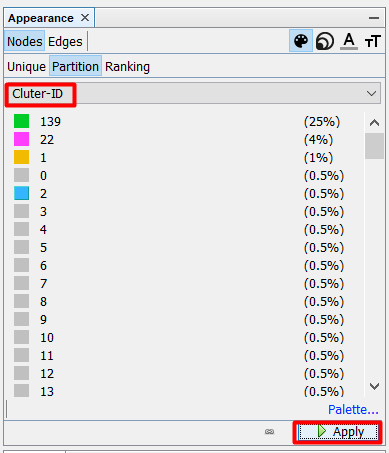 Appearance
Nodes Edges A T T
Unique Partition Ranking
Cluter-ID
139 (25%)
22 (4%)
1 (1%)
0 (0.5%)
2 (0.5%)
3 (0.5%)
4 (0.5%)
5 (0.5%)
6 (0.5%)
7 (0.5%)
8 (0.5%)
9 (0.5%)
10 (0.5%)
11 (0.5%)
12 (0.5%)
13 (0.5%)
Palette...
Apply